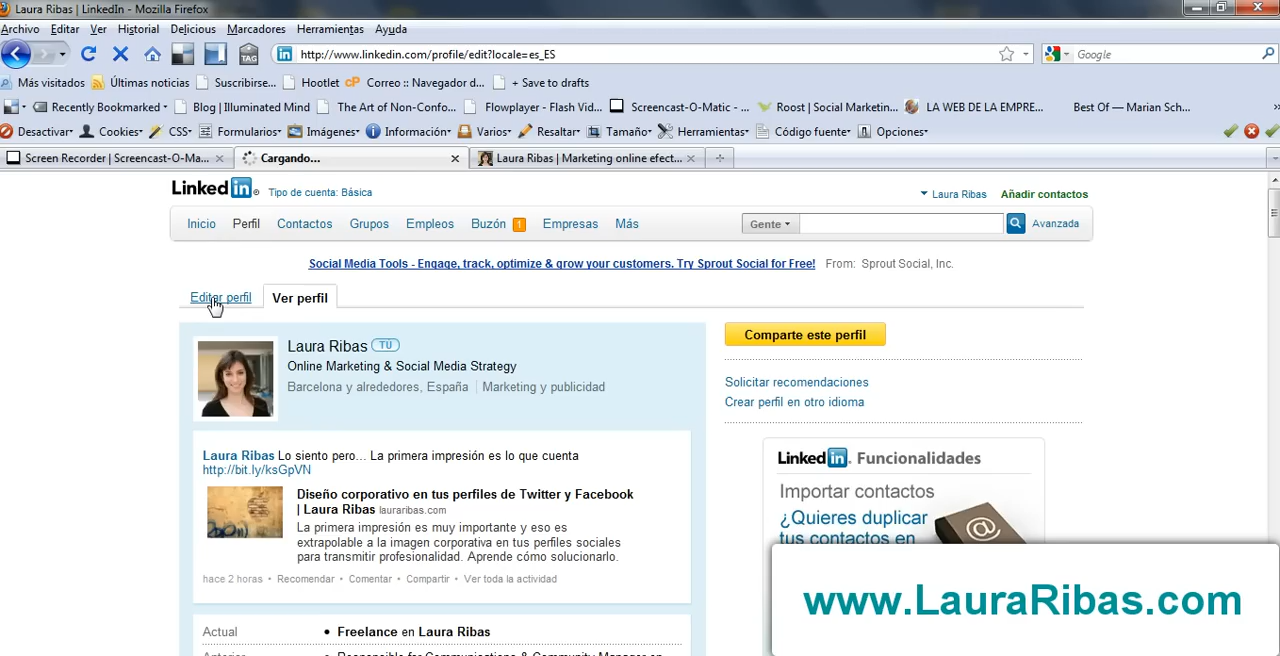 Laura Ribas | LinkedIn - Mozilla Firefox
Archivo Editar Ver Historial Delicious Marcadores Herramientas Ayuda
TAG in http://www.linkedin.com/profile/edit?locale=es_ES Google
Más visitados Últimas noticias Suscribirse... Hootlet cP Correo :: Navegador d... + Save to drafts
Recently Bookmarked Blog | Illuminated Mind The Art of Non-Confo... Flowplayer - Flash Vid... Screencast-O-Matic - ... Roost | Social Marketin... LA WEB DE LA EMPRE... Best Of — Marian Sch... »
Desactivar Cookies CSS Formularios Imágenes Información Varios Resaltar Tamaño Herramientas Código fuente Opciones
Screen Recorder | Screencast-O-Ma... Cargando... Laura Ribas | Marketing online efect...
Linked in® Tipo de cuenta: Básica Laura Ribas Añadir contactos
Inicio Perfil Contactos Grupos Empleos Buzón 1 Empresas Más Gente Avanzada
Social Media Tools - Engage, track, optimize & grow your customers. Try Sprout Social for Free! From: Sprout Social, Inc.
Editar perfil Ver perfil
Laura Ribas TÚ
Online Marketing & Social Media Strategy
Barcelona y alrededores, España | Marketing y publicidad
Comparte este perfil
Solicitar recomendaciones
Crear perfil en otro idioma
Laura Ribas Lo siento pero... La primera impresión es lo que cuenta
http://bit.ly/ksGpVN
Diseño corporativo en tus perfiles de Twitter y Facebook
| Laura Ribas lauraribas.com
La primera impresión es muy importante y eso es
extrapolable a la imagen corporativa en tus perfiles sociales
para transmitir profesionalidad. Aprende cómo solucionarlo.
hace 2 horas • Recomendar • Comentar • Compartir • Ver toda la actividad
Linked in® Funcionalidades
Importar contactos
¿Quieres duplicar
tus contactos en
@
www.LauraRibas.com
Actual • Freelance en Laura Ribas
Anterior Responsible for Communications & Community Manager en